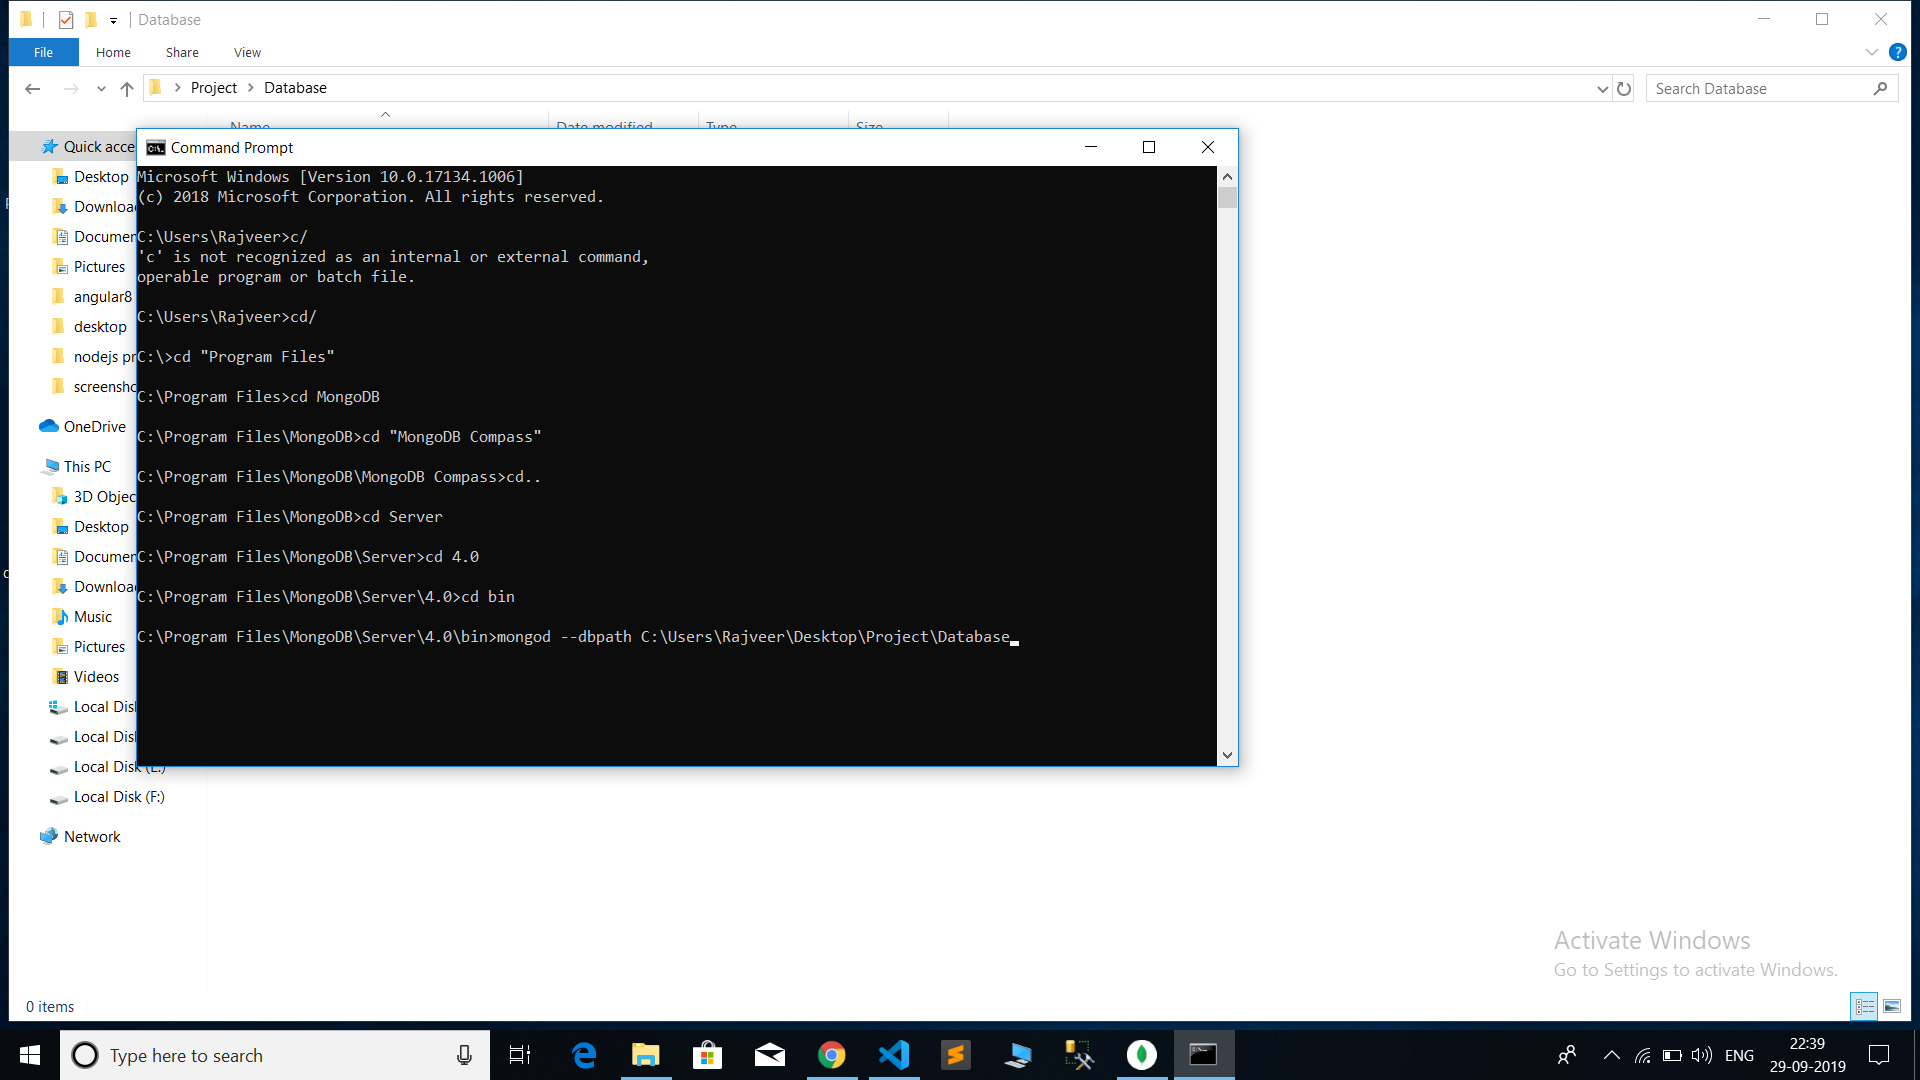 Database
File
Home
Share
View
Project
Database
Search Database
Name
Date modified
Type
Size
Quick acce
Desktop
Downloa
Documer
Pictures
angular8
desktop
nodejs pr
screensho
OneDrive
This PC
3D Objec
Desktop
Documer
Downloa
Music
Pictures
Videos
Local Dis
Local Dis
Local Disk (E:)
Local Disk (F:)
Network
Command Prompt
Microsoft Windows [Version 10.0.17134.1006]
(c) 2018 Microsoft Corporation. All rights reserved.
C:\Users\Rajveer>c/
'c' is not recognized as an internal or external command,
operable program or batch file.
C:\Users\Rajveer>cd/
C:\>cd "Program Files"
C:\Program Files>cd MongoDB
C:\Program Files\MongoDB>cd "MongoDB Compass"
C:\Program Files\MongoDB\MongoDB Compass>cd..
C:\Program Files\MongoDB>cd Server
C:\Program Files\MongoDB\Server>cd 4.0
C:\Program Files\MongoDB\Server\4.0>cd bin
C:\Program Files\MongoDB\Server\4.0\bin>mongod --dbpath C:\Users\Rajveer\Desktop\Project\Database
Activate Windows
Go to Settings to activate Windows.
0 items
Type here to search
ENG
22:39
29-09-2019